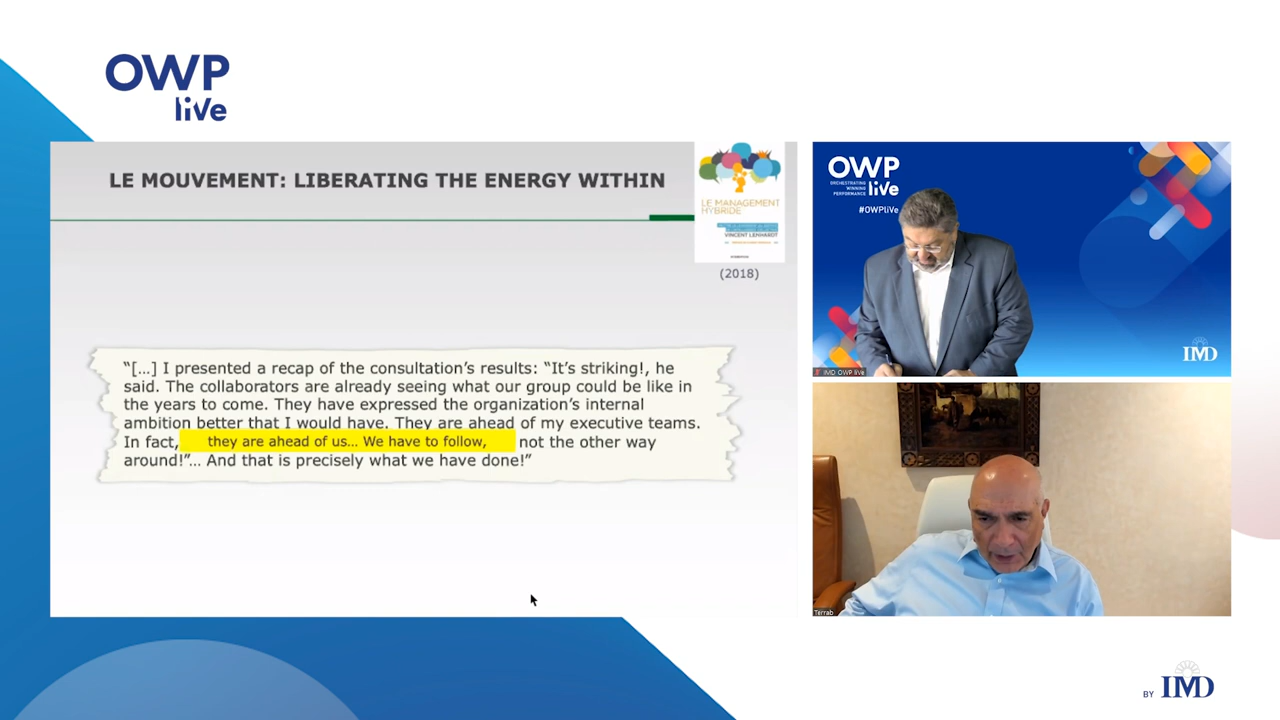 OWP
live
LE MOUVEMENT: LIBERATING THE ENERGY WITHIN
LE MANAGEMENT
HYBRIDE
VINCENT LENHARDT
(2018)
“[…] I presented a recap of the consultation’s results: “It’s striking!, he
said. The collaborators are already seeing what our group could be like in
the years to come. They have expressed the organization’s internal
ambition better that I would have. They are ahead of my executive teams.
In fact, they are ahead of us… We have to follow, not the other way
around!”… And that is precisely what we have done!”
OWP
ORCHESTRATING
WINNING
PERFORMANCE
live
#OWPliVe
IMD
IMD OWP live
Terrab
BY IMD